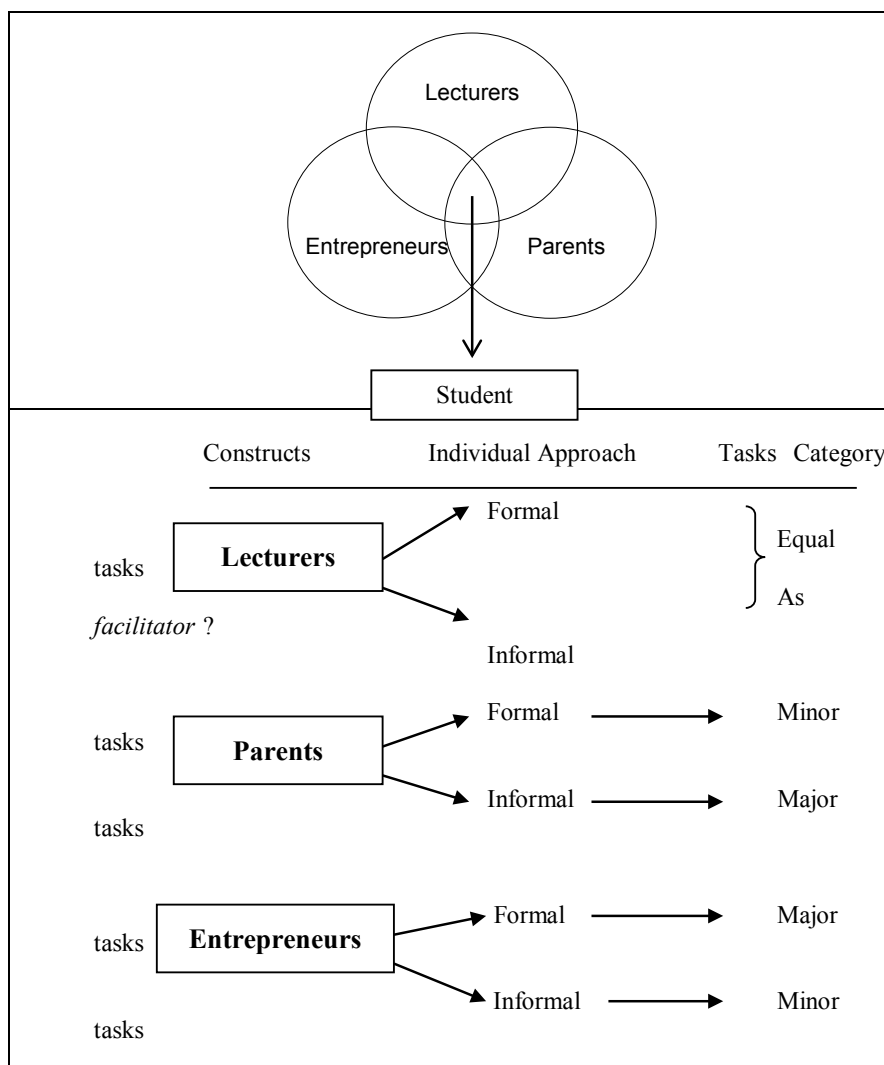 Lecturers
Entrepreneurs Parents
Student
Constructs Individual Approach Tasks Category
Formal
Lecturers Equal
tasks
As
facilitator ?
Informal
Formal Minor
tasks Parents
Informal Major
tasks
Formal Major
tasks Entrepreneurs
Informal Minor
tasks